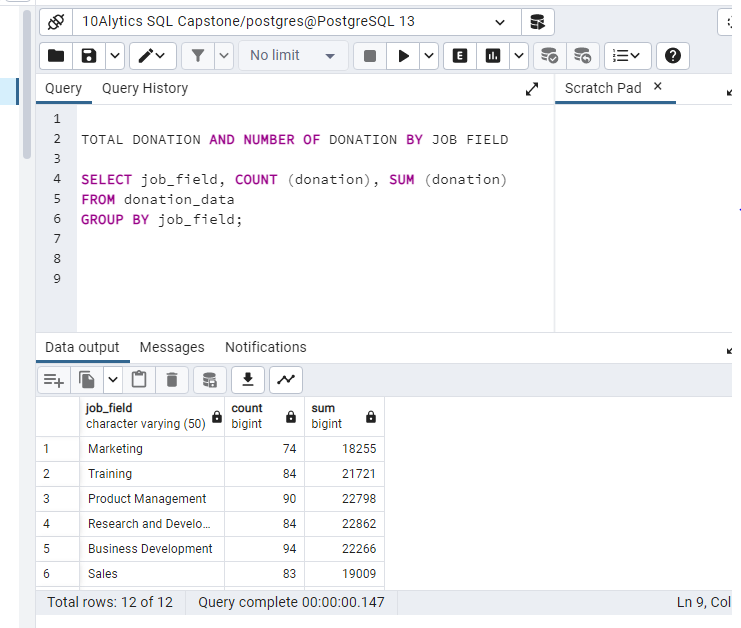 10Alytics SQL Capstone/postgres@PostgreSQL 13
No limit
E
Query
Query History
Scratch Pad
1
2 TOTAL DONATION AND NUMBER OF DONATION BY JOB FIELD
3
4 SELECT job_field, COUNT (donation), SUM (donation)
5 FROM donation_data
6 GROUP BY job_field;
7
8
9
Data output Messages Notifications
job_field count sum
character varying (50) bigint bigint
1 Marketing 74 18255
2 Training 84 21721
3 Product Management 90 22798
4 Research and Develo... 84 22862
5 Business Development 94 22266
6 Sales 83 19009
Total rows: 12 of 12 Query complete 00:00:00.147 Ln 9, Col